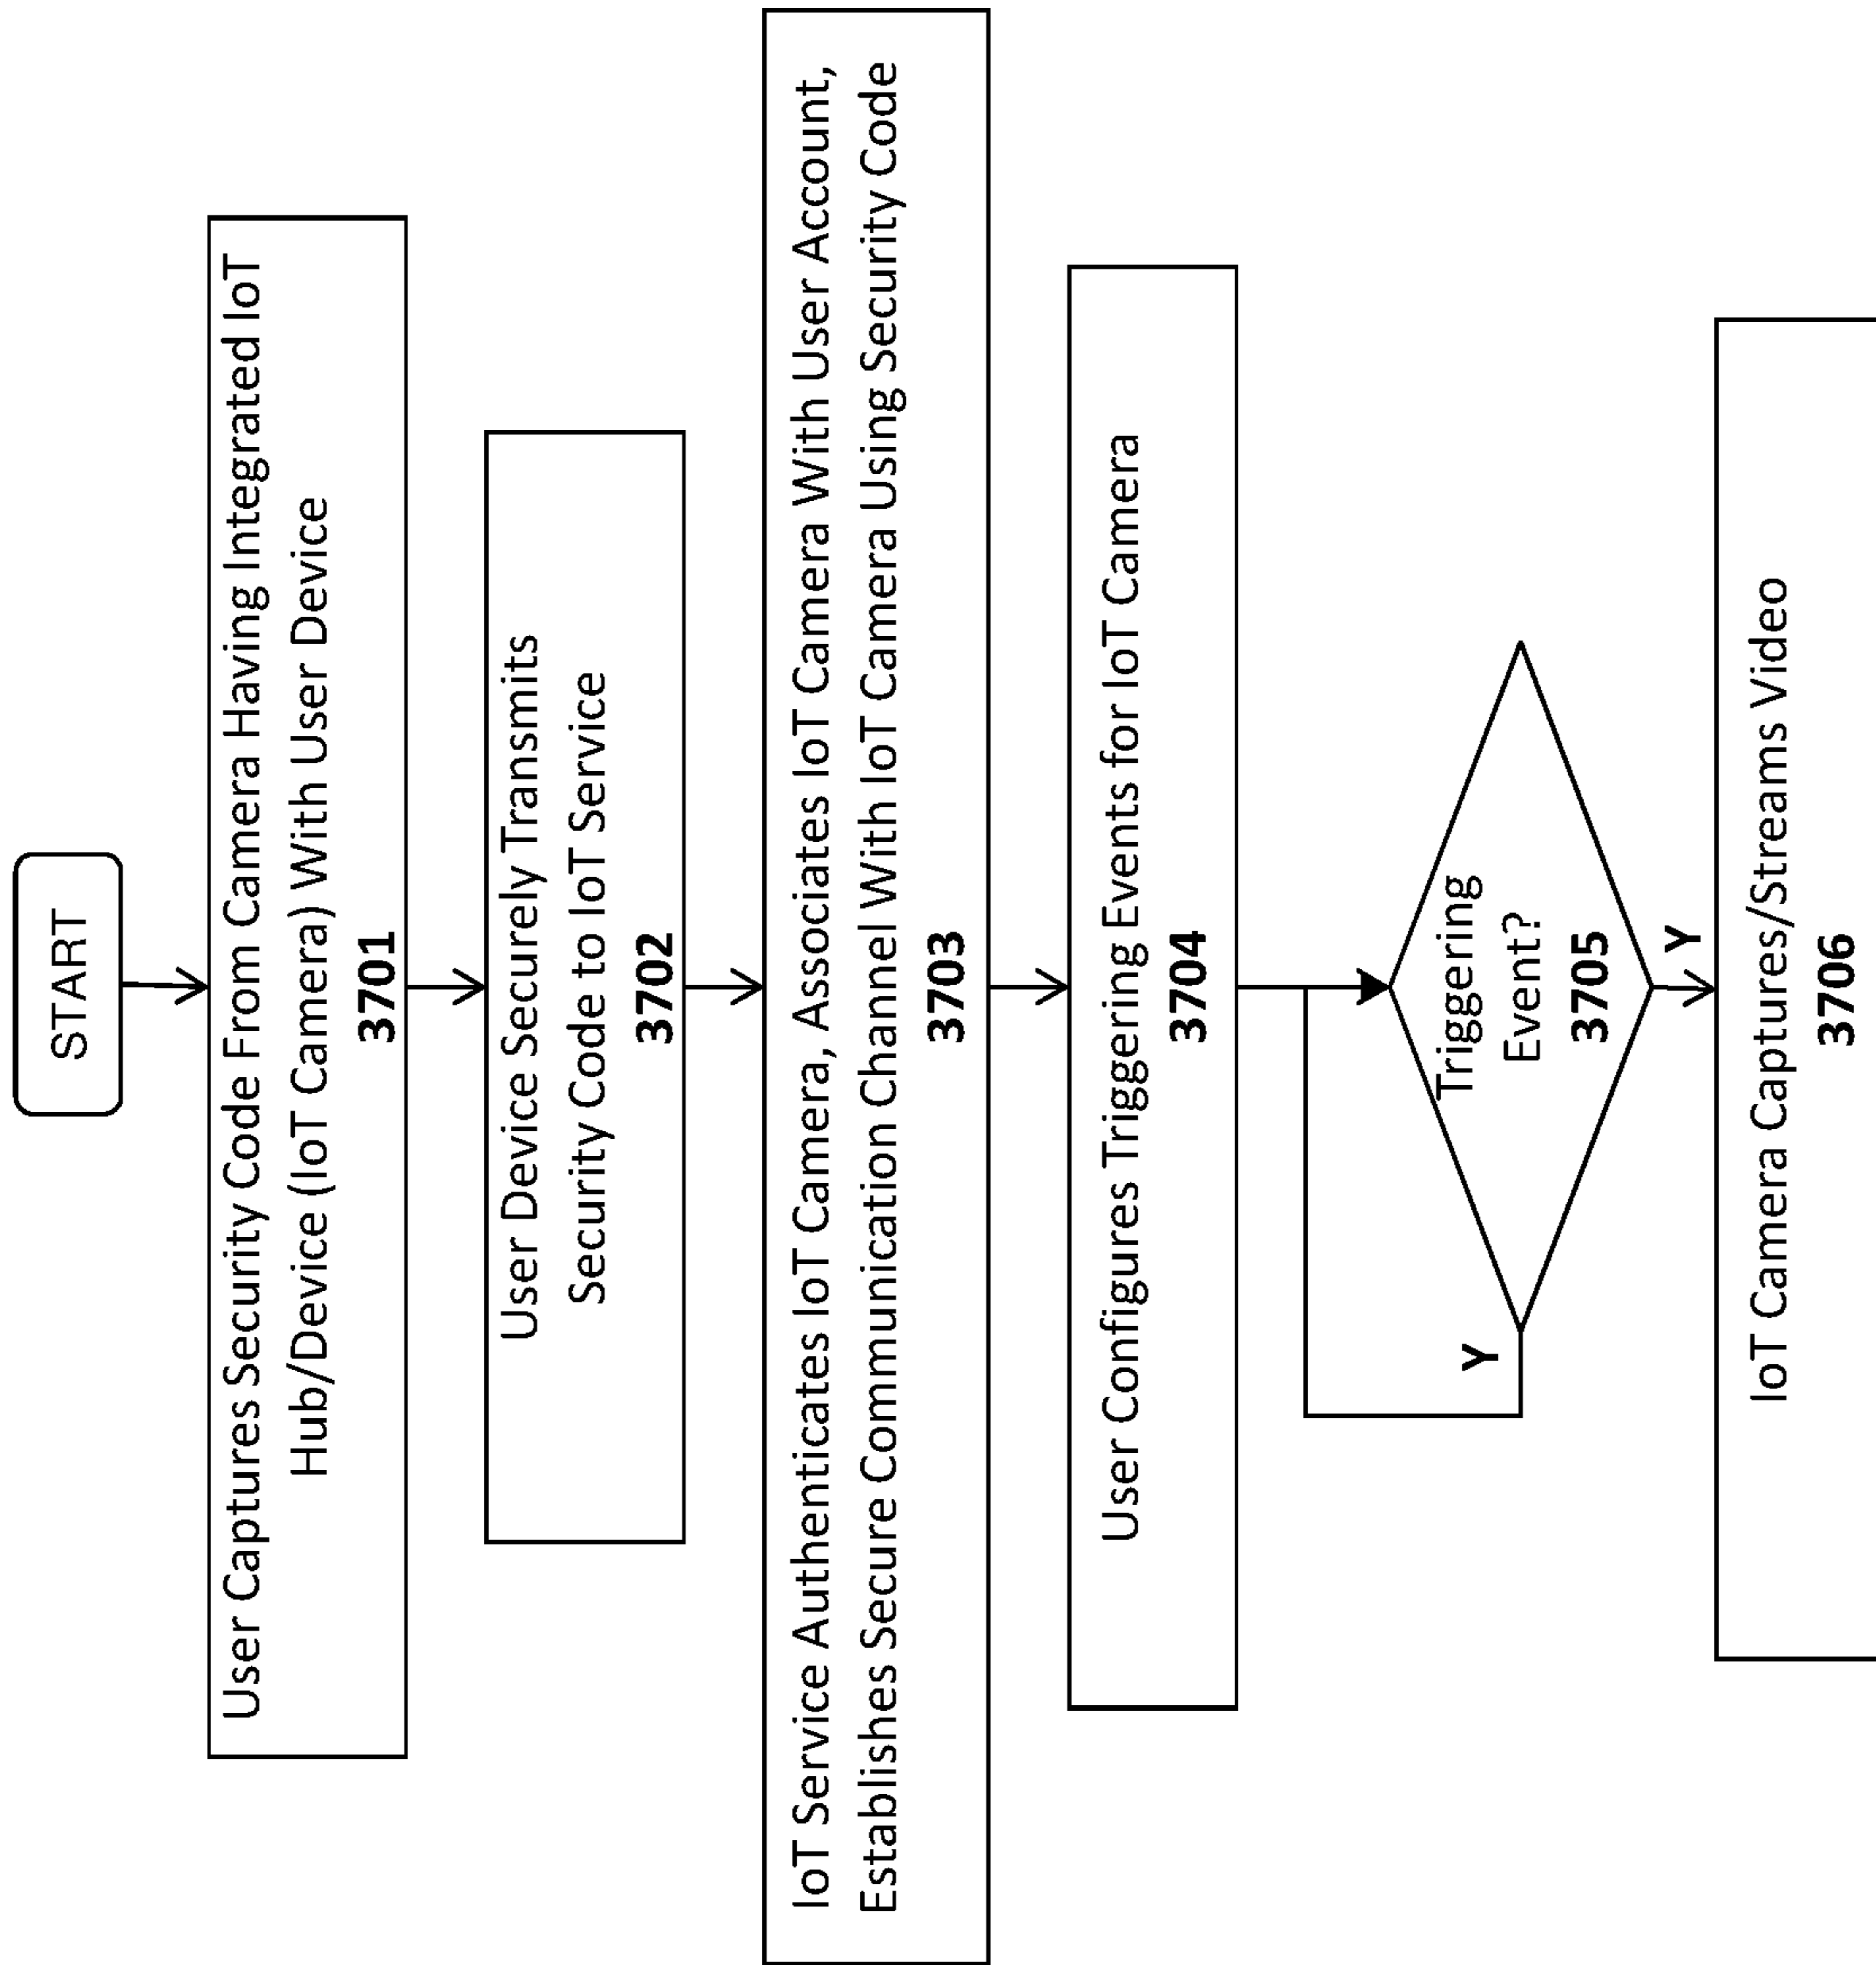 START
User Captures Security Code From Camera Having Integrated IoT
Hub/Device (IoT Camera) With User Device
3701
User Device Securely Transmits
Security Code to IoT Service
3702
IoT Service Authenticates IoT Camera, Associates IoT Camera With User Account,
Establishes Secure Communication Channel With IoT Camera Using Security Code
3703
User Configures Triggering Events for IoT Camera
3704
Triggering
Event?
3705
Y
Y
IoT Camera Captures/Streams Video
3706